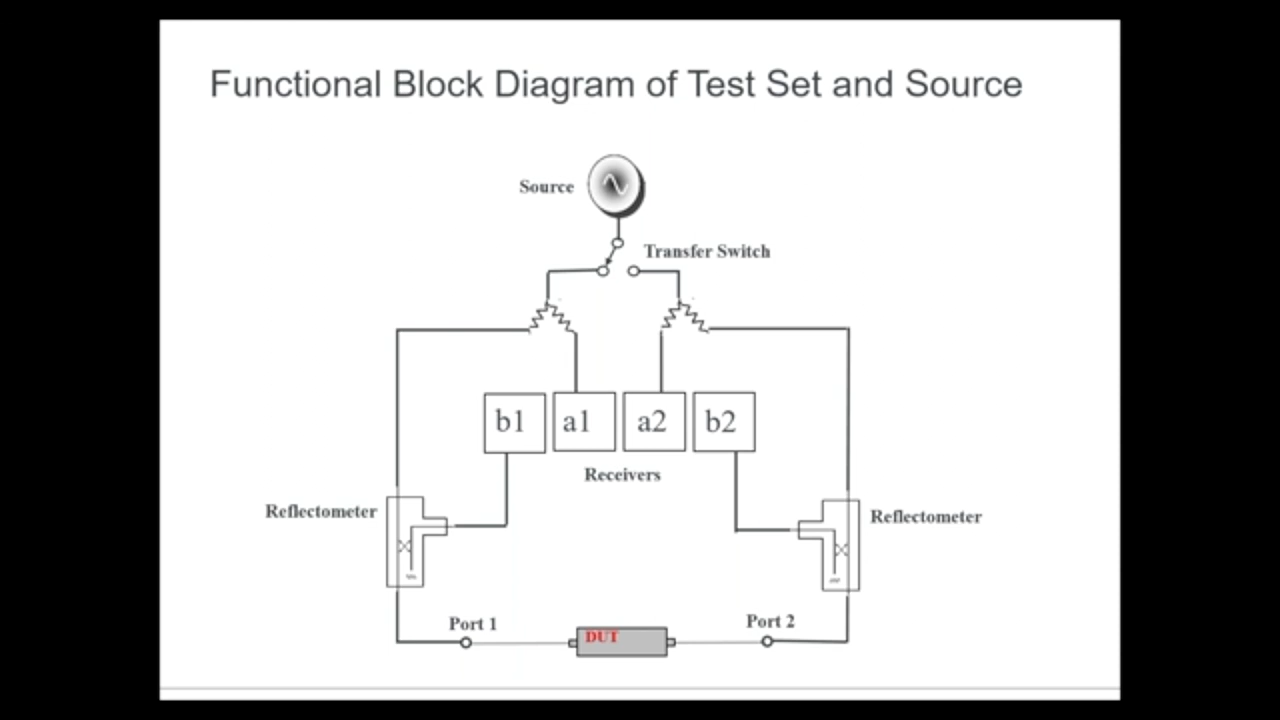 Functional Block Diagram of Test Set and Source
Source
Transfer Switch
b1
a1
a2
b2
Receivers
Reflectometer
Reflectometer
Port 1
DUT
Port 2